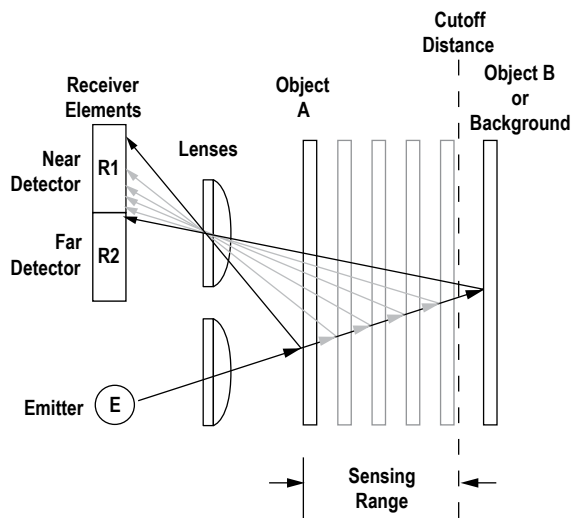 Cutoff
Distance
Object B
or
Background
Object
A
Receiver
Elements
Lenses
Near
Detector
R1
Far
Detector
R2
Emitter
E
Sensing
Range